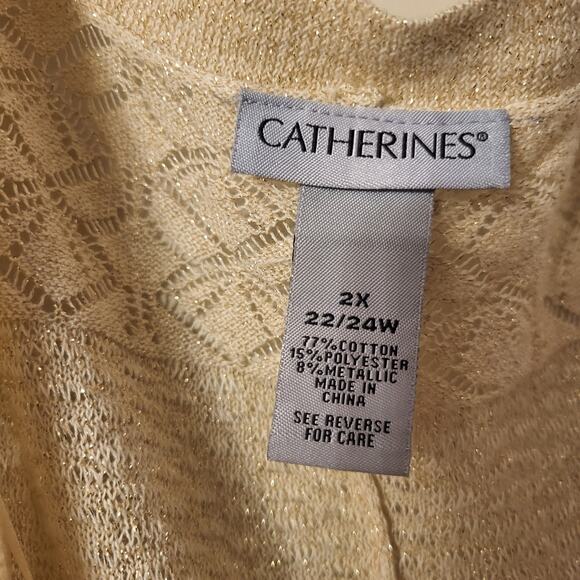 CATHERINES®
2X
22/24W
77%COTTON
15%POLYESTER
8%METALLIC
MADE IN
CHINA
SEE REVERSE
FOR CARE